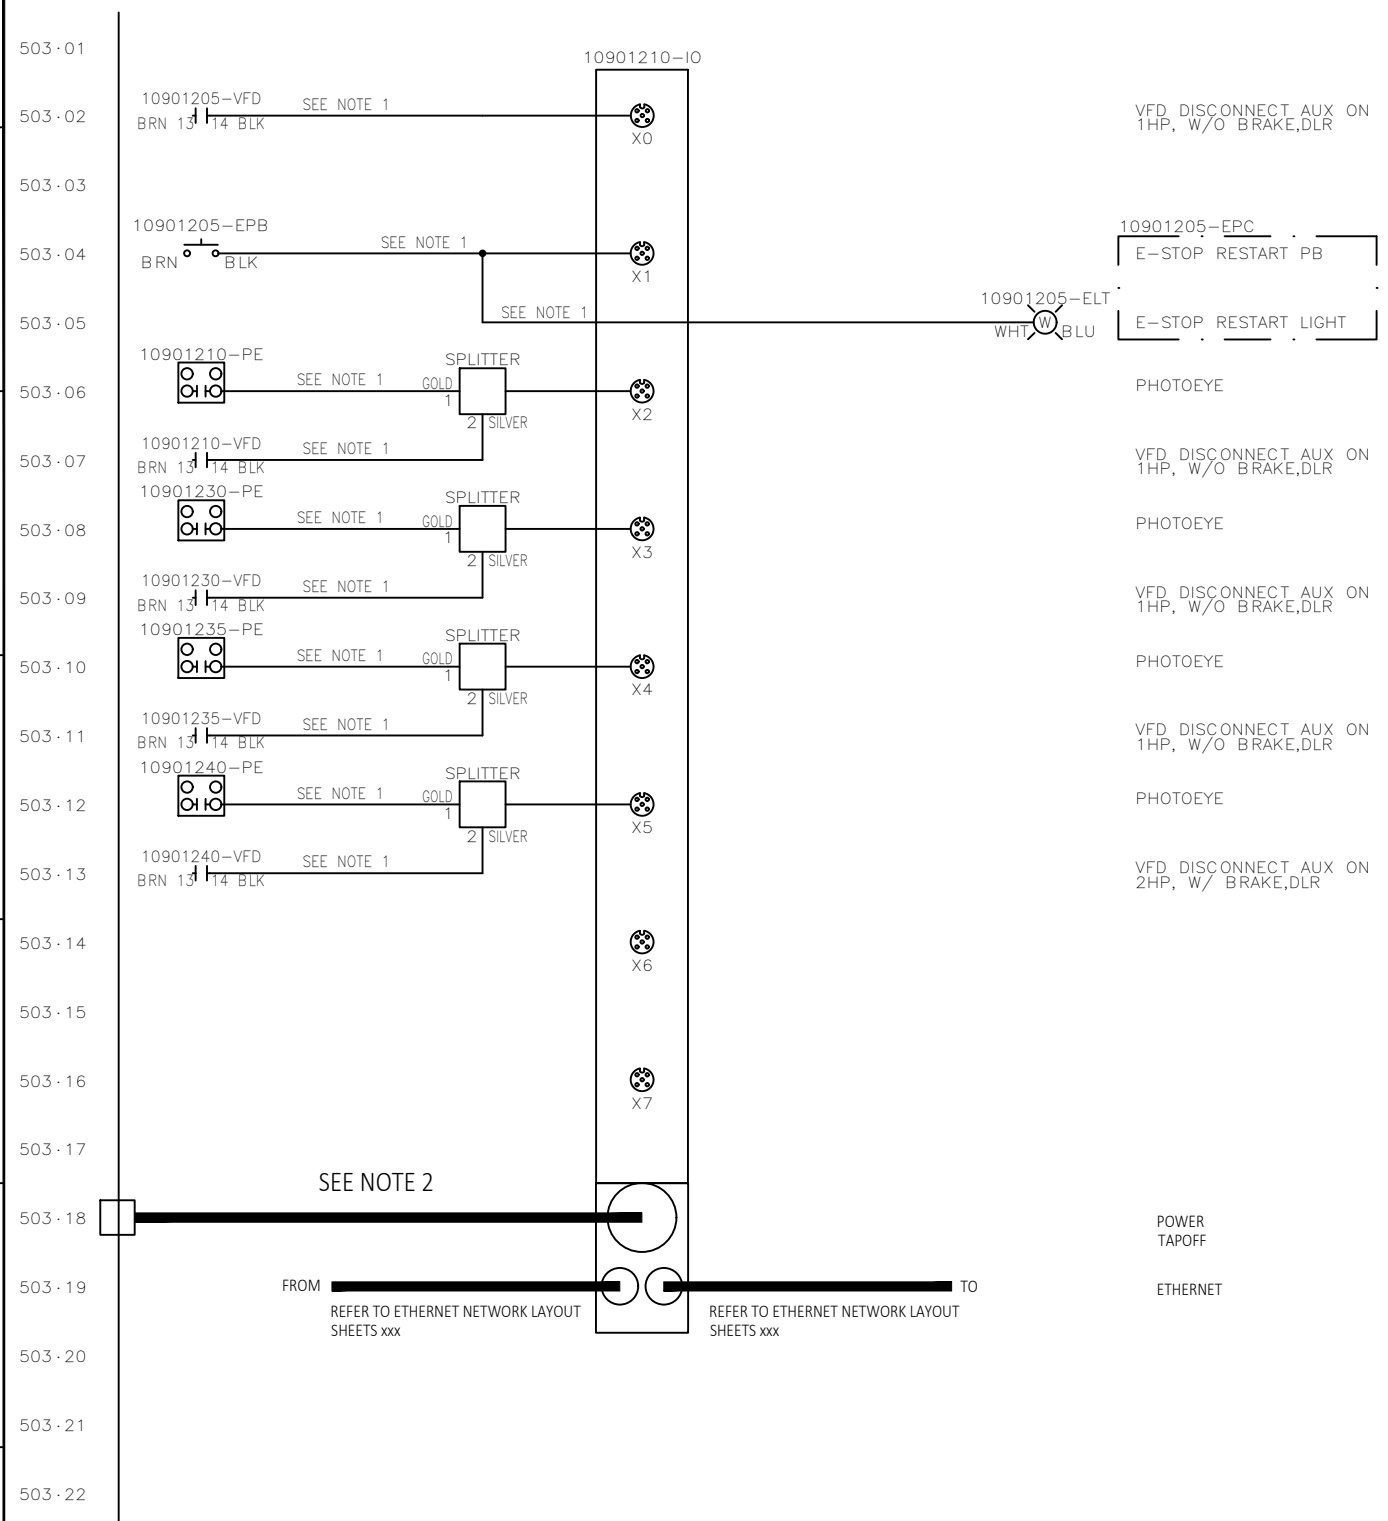 503·01
10901210-IO
10901205-VFD
SEE NOTE 1
503·02
BRN 13 14 BLK
X0
VFD DISCONNECT AUX ON
1HP, W/O BRAKE,DLR
503·03
10901205-EPB
SEE NOTE 1
10901205-EPC
503·04
BRN BLK
X1
E-STOP RESTART PB
10901205-ELT
503·05
SEE NOTE 1
WHT W BLU
E-STOP RESTART LIGHT
10901210-PE
SPLITTER
503·06
SEE NOTE 1
GOLD
1
2 SILVER
X2
PHOTOEYE
10901210-VFD
SEE NOTE 1
503·07
BRN 13 14 BLK
VFD DISCONNECT AUX ON
1HP, W/O BRAKE,DLR
10901230-PE
SPLITTER
503·08
SEE NOTE 1
GOLD
1
2 SILVER
X3
PHOTOEYE
10901230-VFD
SEE NOTE 1
503·09
BRN 13 14 BLK
VFD DISCONNECT AUX ON
1HP, W/O BRAKE,DLR
10901235-PE
SPLITTER
503·10
SEE NOTE 1
GOLD
1
2 SILVER
X4
PHOTOEYE
10901235-VFD
SEE NOTE 1
503·11
BRN 13 14 BLK
VFD DISCONNECT AUX ON
1HP, W/O BRAKE,DLR
10901240-PE
SPLITTER
503·12
SEE NOTE 1
GOLD
1
2 SILVER
X5
PHOTOEYE
10901240-VFD
SEE NOTE 1
503·13
BRN 13 14 BLK
VFD DISCONNECT AUX ON
2HP, W/ BRAKE,DLR
503·14
X6
503·15
503·16
X7
503·17
SEE NOTE 2
503·18
POWER
TAPOFF
503·19
FROM
TO
ETHERNET
REFER TO ETHERNET NETWORK LAYOUT
SHEETS xxx
REFER TO ETHERNET NETWORK LAYOUT
SHEETS xxx
503·20
503·21
503·22